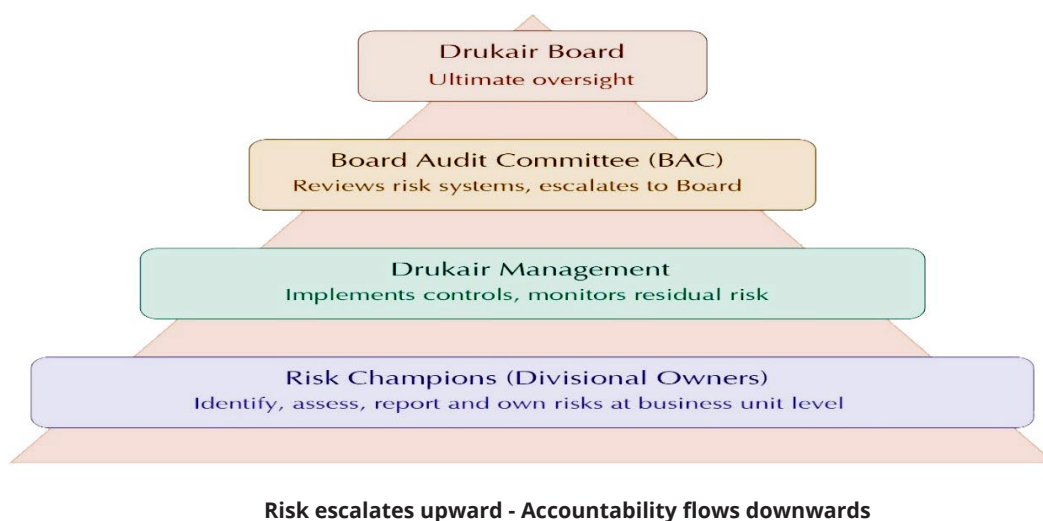 Drukair Board
Ultimate oversight
Board Audit Committee (BAC)
Reviews risk systems, escalates to Board
Drukair Management
Implements controls, monitors residual risk
Risk Champions (Divisional Owners)
Identify, assess, report and own risks at business unit level
Risk escalates upward - Accountability flows downwards